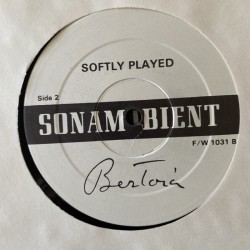 SOFTLY PLAYED
Side 2
SONAMBIENT
F/W 1031 B
Bertoia